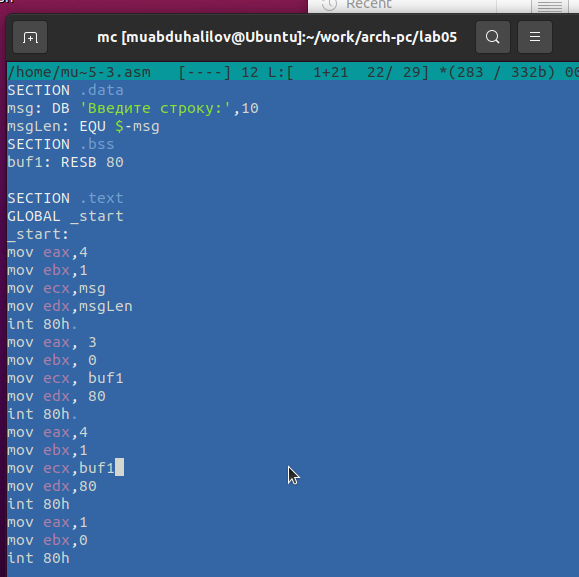 Recent
mc [muabduhalilov@Ubuntu]:~/work/arch-pc/lab05
/home/mu~5-3.asm [----] 12 L:[ 1+21 22/ 29] *(283 / 332b) 00
SECTION .data
msg: DB 'Введите строку:',10
msgLen: EQU $-msg
SECTION .bss
buf1: RESB 80
SECTION .text
GLOBAL _start
_start:
mov eax,4
mov ebx,1
mov ecx,msg
mov edx,msgLen
int 80h.
mov eax, 3
mov ebx, 0
mov ecx, buf1
mov edx, 80
int 80h.
mov eax,4
mov ebx,1
mov ecx,buf1
mov edx,80
int 80h
mov eax,1
mov ebx,0
int 80h